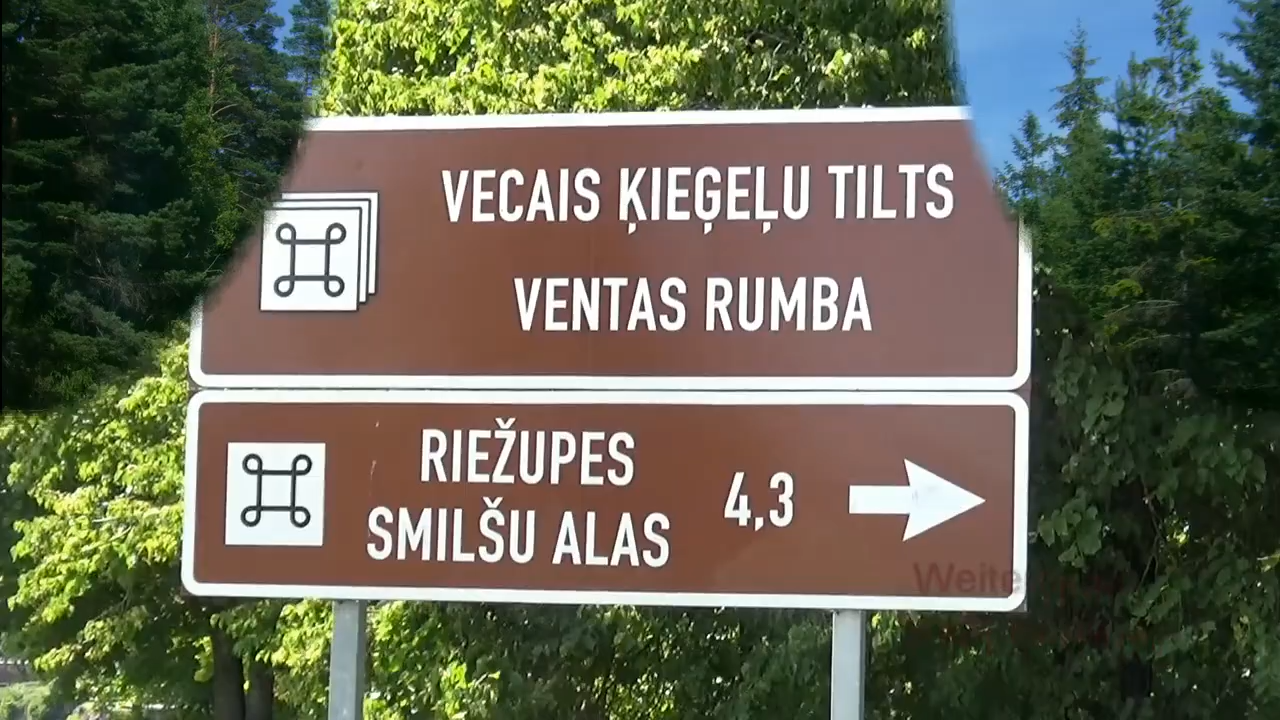 VECAIS ĶIEĢEĻU TILTS
VENTAS RUMBA
RIEŽUPES
SMILŠU ALAS
4,3